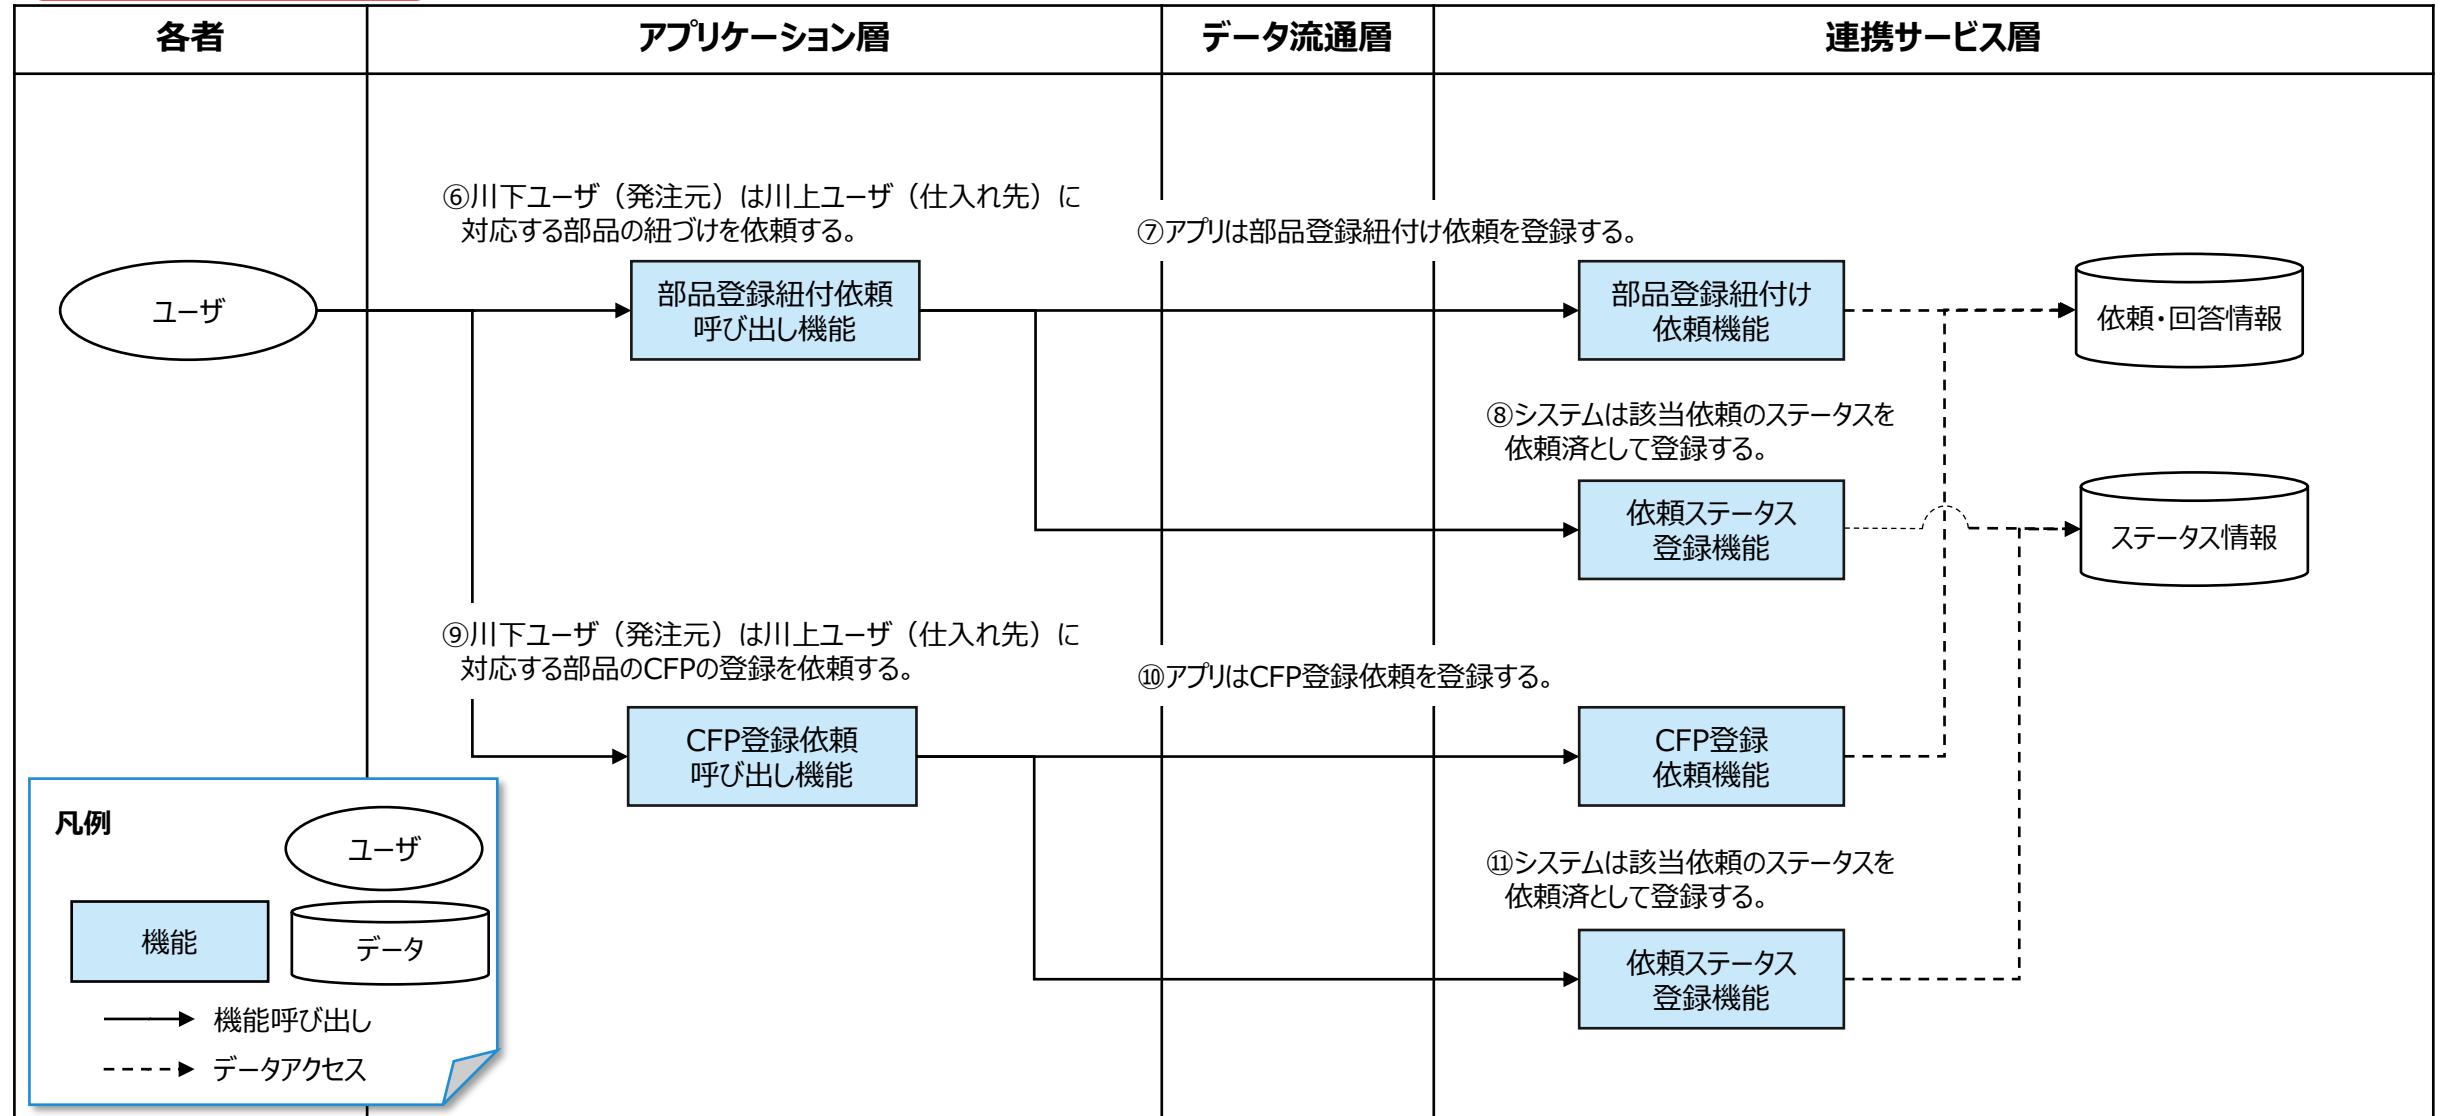 各者
アプリケーション層
データ流通層
連携サービス層
⑥川下ユーザ（発注元）は川上ユーザ（仕入れ先）に
対応する部品の紐づけを依頼する。
⑦アプリは部品登録紐付け依頼を登録する。
ユーザ
部品登録紐付依頼
呼び出し機能
部品登録紐付け
依頼機能
依頼・回答情報
⑧システムは該当依頼のステータスを
依頼済として登録する。
依頼ステータス
登録機能
ステータス情報
⑨川下ユーザ（発注元）は川上ユーザ（仕入れ先）に
対応する部品のCFPの登録を依頼する。
⑩アプリはCFP登録依頼を登録する。
CFP登録依頼
呼び出し機能
CFP登録
依頼機能
⑪システムは該当依頼のステータスを
依頼済として登録する。
依頼ステータス
登録機能
凡例
ユーザ
機能
データ
機能呼び出し
データアクセス